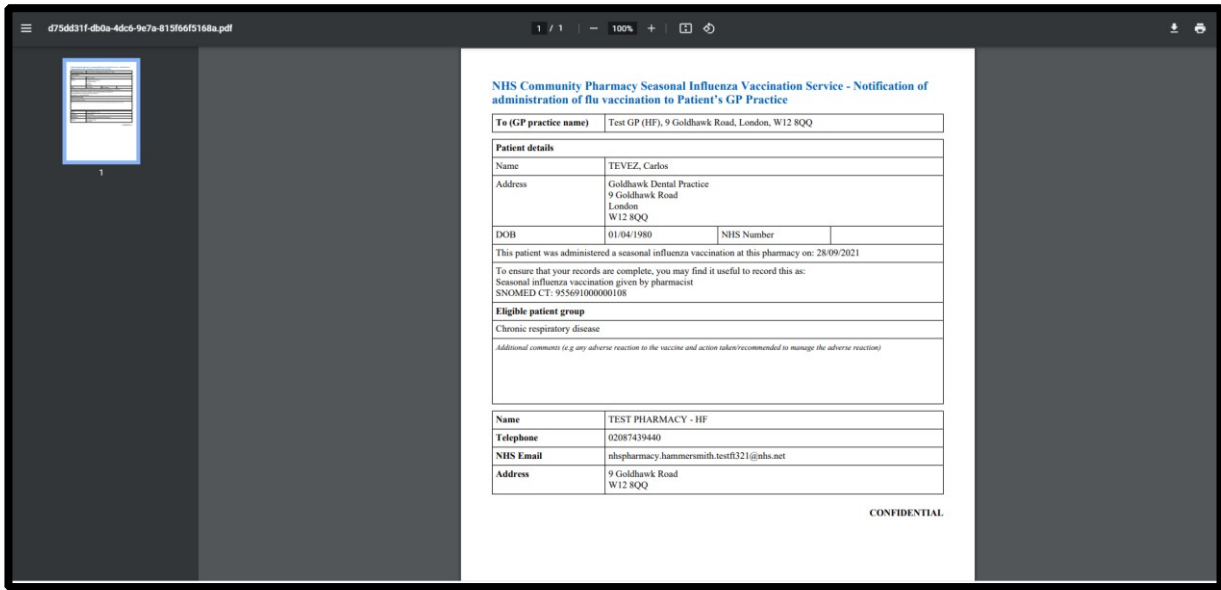 d75dd31f-db0a-4dc6-9e7a-815f66f5168a.pdf
1 / 1 | − 100% + |
1
NHS Community Pharmacy Seasonal Influenza Vaccination Service - Notification of
administration of flu vaccination to Patient's GP Practice
To (GP practice name) Test GP (HF), 9 Goldhawk Road, London, W12 8QQ
Patient details
Name TEVEZ, Carlos
Address Goldhawk Dental Practice
9 Goldhawk Road
London
W12 8QQ
DOB 01/04/1980 NHS Number
This patient was administered a seasonal influenza vaccination at this pharmacy on: 28/09/2021
To ensure that your records are complete, you may find it useful to record this as:
Seasonal influenza vaccination given by pharmacist
SNOMED CT: 955691000000108
Eligible patient group
Chronic respiratory disease
Additional comments (e.g any adverse reaction to the vaccine and action taken/recommended to manage the adverse reaction)
Name TEST PHARMACY - HF
Telephone 02087439440
NHS Email nhspharmacy.hammersmith.testft321@nhs.net
Address 9 Goldhawk Road
W12 8QQ
CONFIDENTIAL